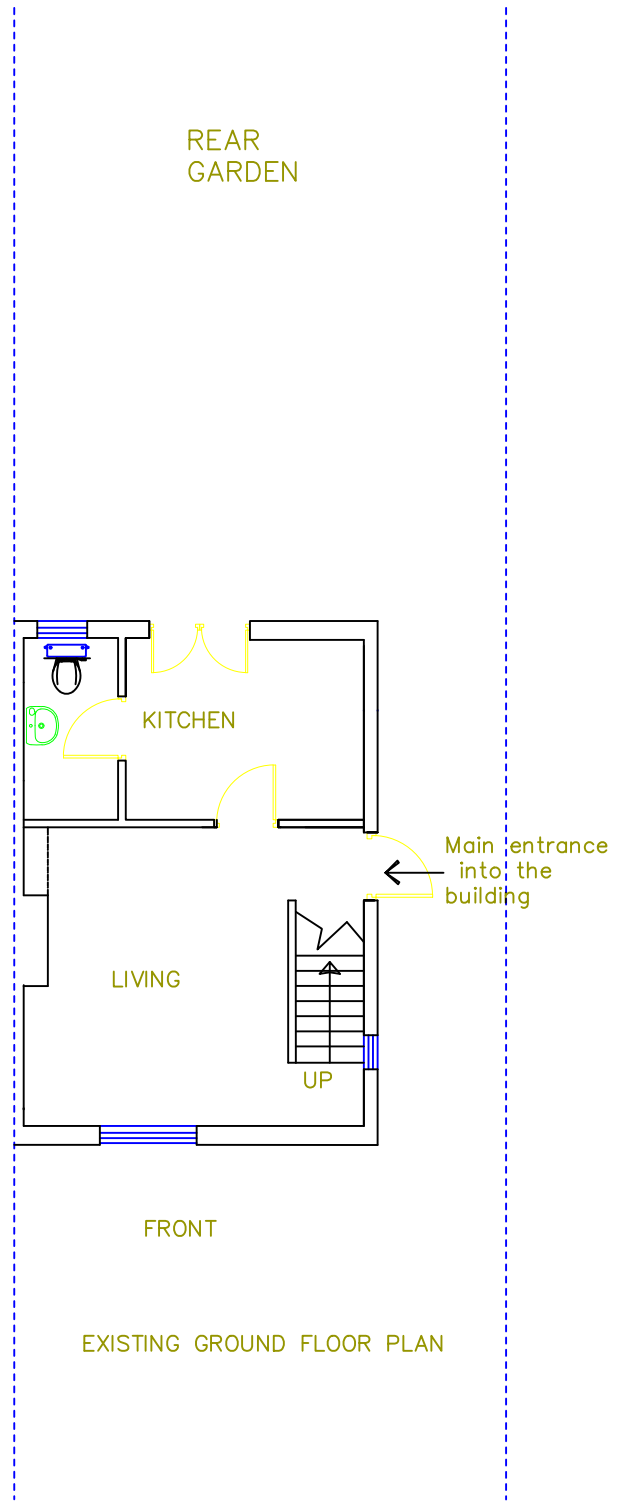 REAR
GARDEN
KITCHEN
Main entrance
into the
building
LIVING
UP
FRONT
EXISTING GROUND FLOOR PLAN